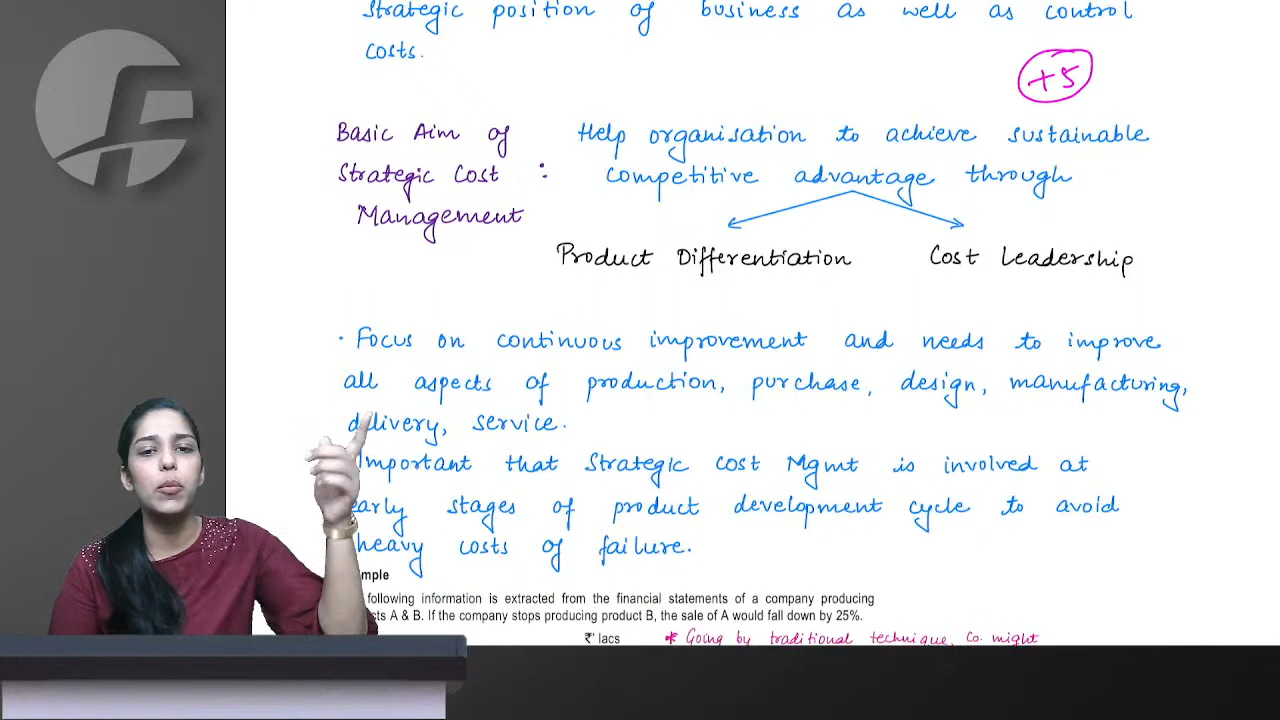 Strategic position of business as well as control
costs.
+5
Basic Aim of
Strategic Cost
Management
:
Help organisation to achieve sustainable
competitive advantage through
Product Differentiation
Cost Leadership
· Focus on continuous improvement and needs to improve
all aspects of production, purchase, design, manufacturing,
delivery, service.
Important that Strategic Cost Mgmt is involved at
early stages of product development cycle to avoid
heavy costs of failure.
mple
following information is extracted from the financial statements of a company producing
cts A & B. If the company stops producing product B, the sale of A would fall down by 25%.
₹' lacs
* Going by traditional technique, Co. might